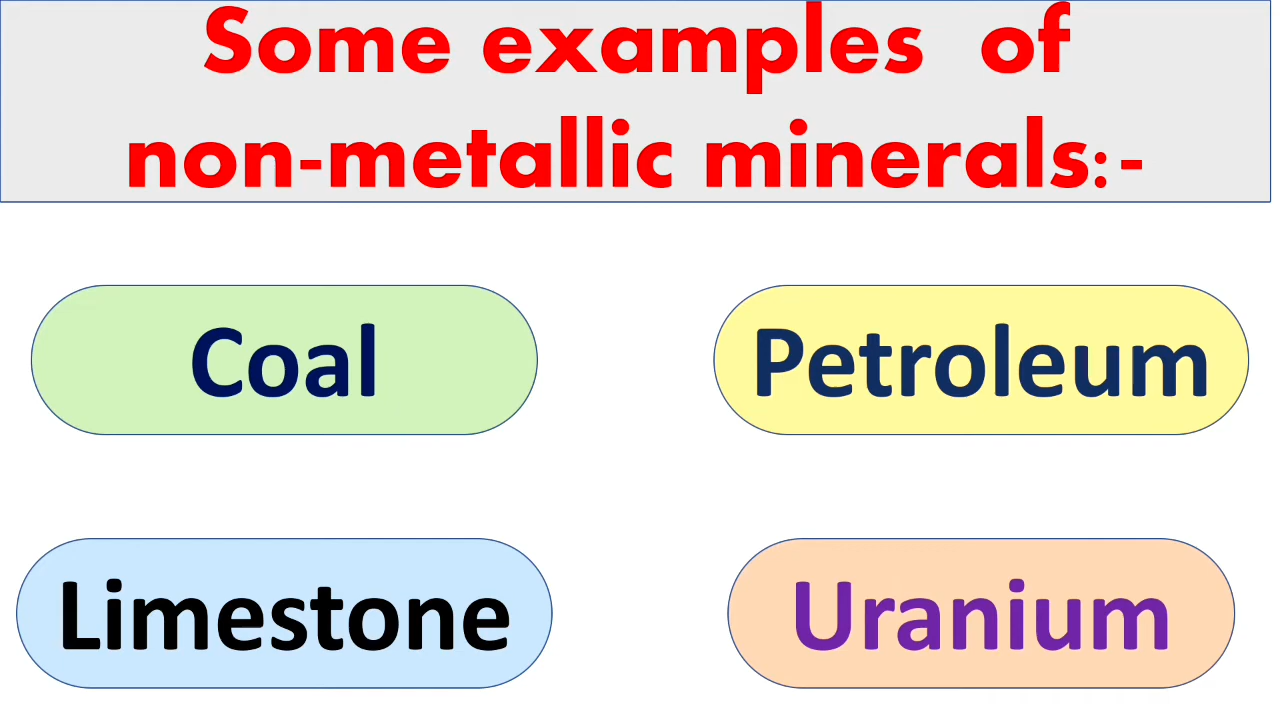 Some examples of
non-metallic minerals:-
Coal
Petroleum
Limestone
Uranium